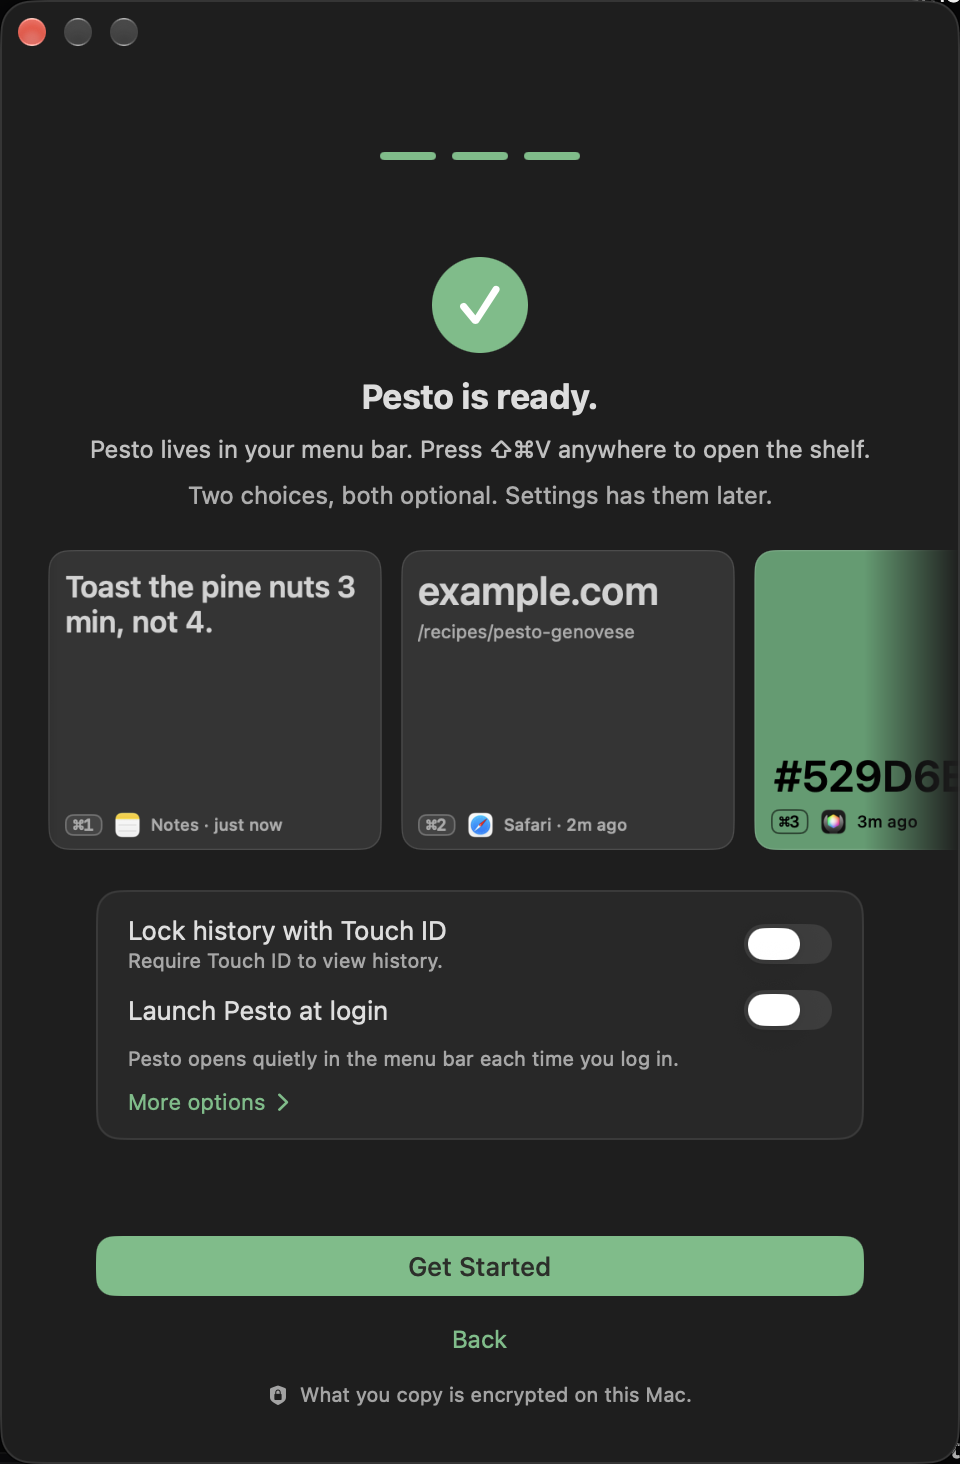 Pesto is ready.
Pesto lives in your menu bar. Press ⇧⌘V anywhere to open the shelf.
Two choices, both optional. Settings has them later.
Toast the pine nuts 3
min, not 4.
⌘1 Notes · just now
example.com
/recipes/pesto-genovese
⌘2 Safari · 2m ago
#529D6
⌘3 3m ago
Lock history with Touch ID
Require Touch ID to view history.
Launch Pesto at login
Pesto opens quietly in the menu bar each time you log in.
More options
Get Started
Back
What you copy is encrypted on this Mac.